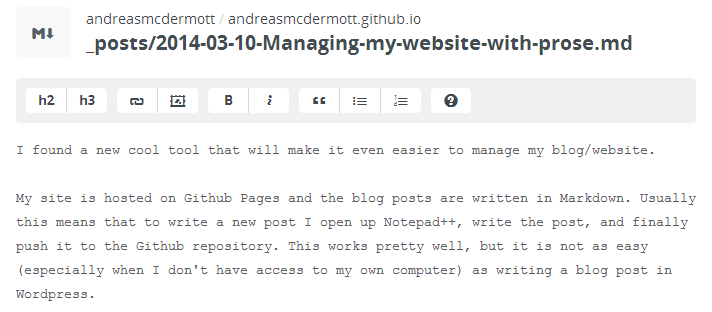 M↓
andreasmcdermott / andreasmcdermott.github.io
_posts/2014-03-10-Managing-my-website-with-prose.md
h2 h3 B i “ ?
I found a new cool tool that will make it even easier to manage my blog/website.
My site is hosted on Github Pages and the blog posts are written in Markdown. Usually
this means that to write a new post I open up Notepad++, write the post, and finally
push it to the Github repository. This works pretty well, but it is not as easy
(especially when I don't have access to my own computer) as writing a blog post in
Wordpress.